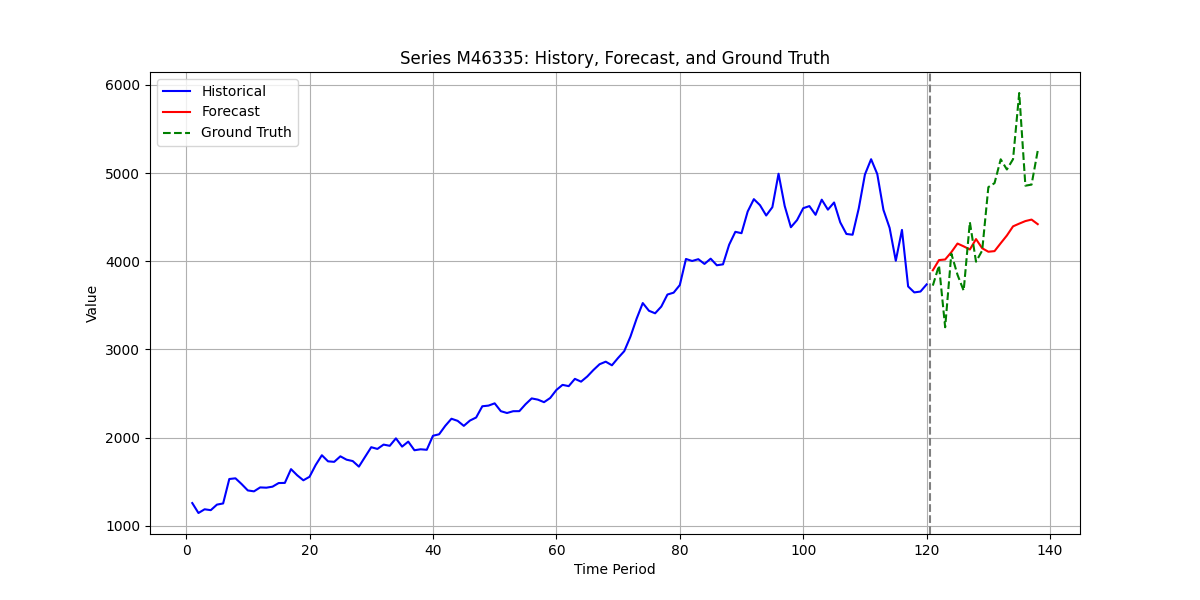 Series M46335: History, Forecast, and Ground Truth
Historical
Forecast
Ground Truth
6000
5000
4000
3000
2000
1000
Value
0 20 40 60 80 100 120 140
Time Period